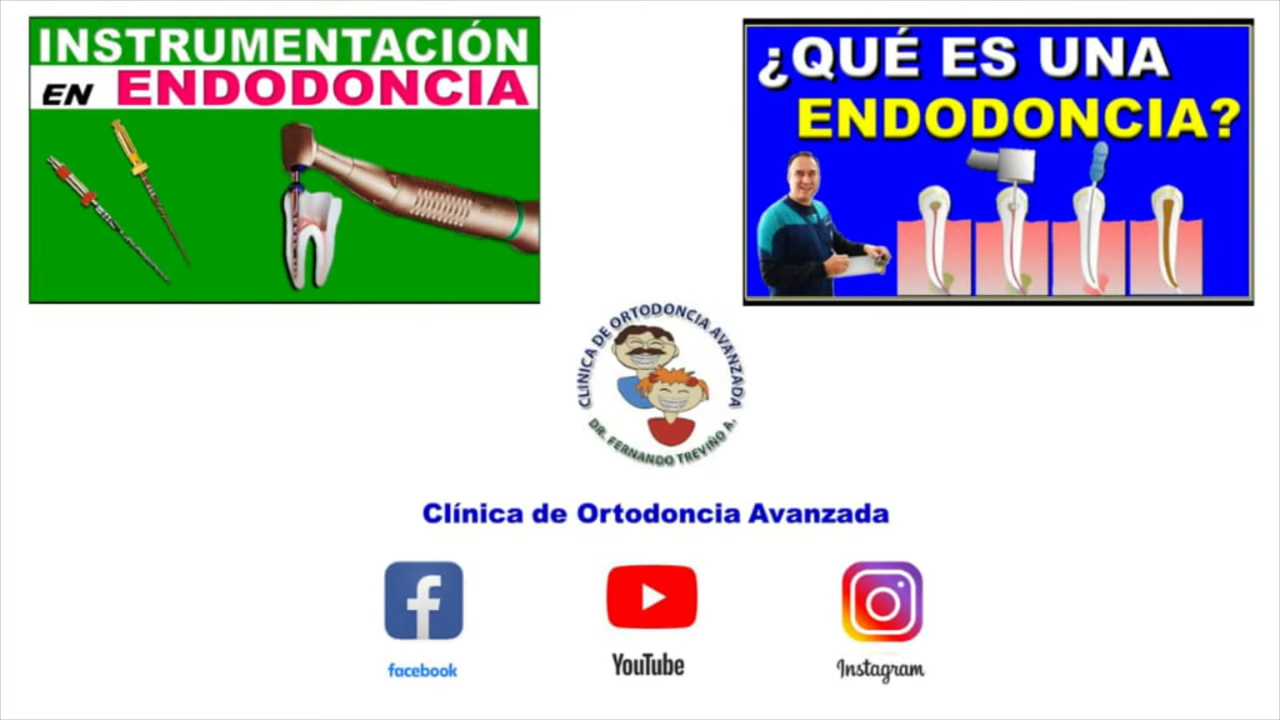 INSTRUMENTACIÓN
EN ENDODONCIA
¿QUÉ ES UNA
ENDODONCIA?
CLÍNICA DE ORTODONCIA AVANZADA
DR. FERNANDO TREVIÑO A.
Clínica de Ortodoncia Avanzada
facebook
YouTube
Instagram